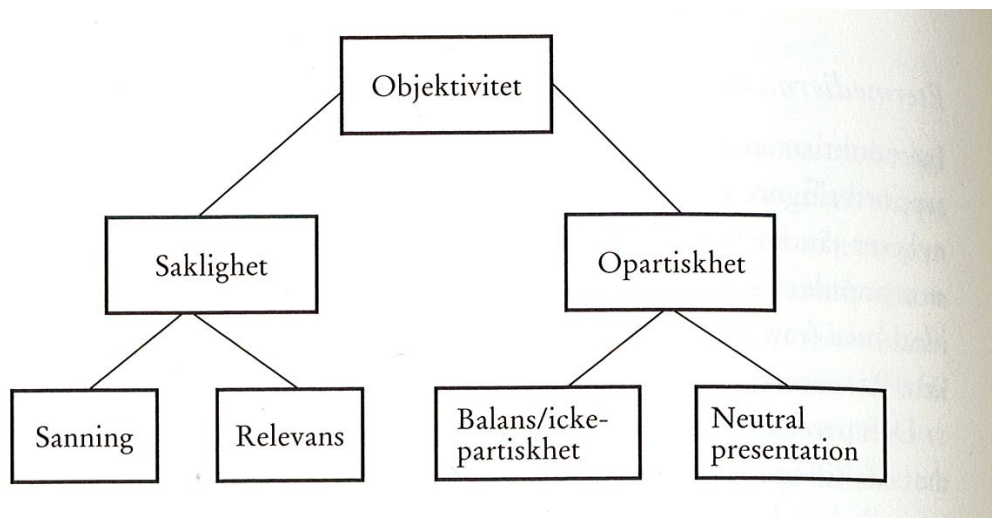 Objektivitet
Saklighet
Opartiskhet
Sanning
Relevans
Balans/icke-
partiskhet
Neutral
presentation